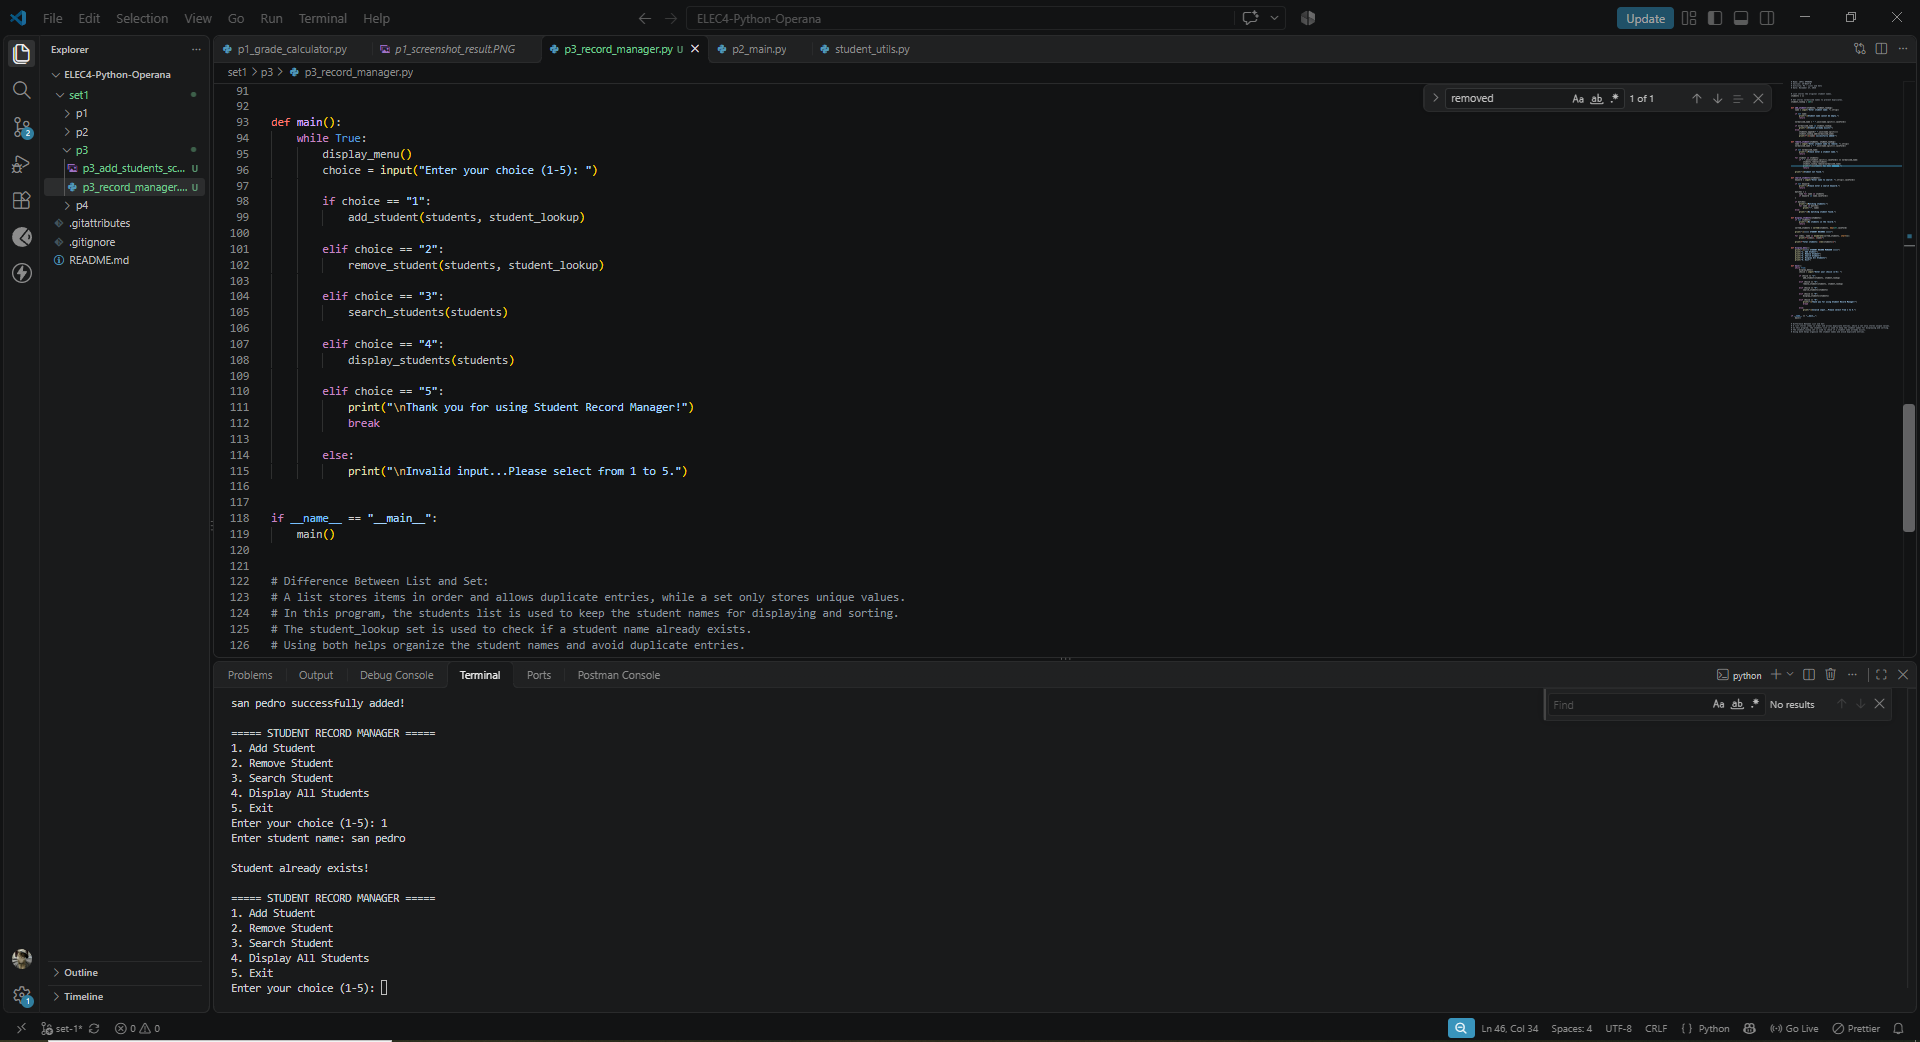 File Edit Selection View Go Run Terminal Help
ELEC4-Python-Operana
Update
Explorer
p1_grade_calculator.py
p1_screenshot_result.PNG
p3_record_manager.py U
p2_main.py
student_utils.py
ELEC4-Python-Operana
set1
p1
p2
p3
p3_add_students_sc... U
p3_record_manager.... U
p4
.gitattributes
.gitignore
README.md
Outline
Timeline
set1 > p3 > p3_record_manager.py
removed
Aa ab .* 1 of 1
91
92
93 def main():
94 while True:
95 display_menu()
96 choice = input("Enter your choice (1-5): ")
97
98 if choice == "1":
99 add_student(students, student_lookup)
100
101 elif choice == "2":
102 remove_student(students, student_lookup)
103
104 elif choice == "3":
105 search_students(students)
106
107 elif choice == "4":
108 display_students(students)
109
110 elif choice == "5":
111 print("\nThank you for using Student Record Manager!")
112 break
113
114 else:
115 print("\nInvalid input...Please select from 1 to 5.")
116
117
118 if __name__ == "__main__":
119 main()
120
121
122 # Difference Between List and Set:
123 # A list stores items in order and allows duplicate entries, while a set only stores unique values.
124 # In this program, the students list is used to keep the student names for displaying and sorting.
125 # The student_lookup set is used to check if a student name already exists.
126 # Using both helps organize the student names and avoid duplicate entries.
Problems Output Debug Console Terminal Ports Postman Console
python
Find
Aa ab .* No results
san pedro successfully added!
===== STUDENT RECORD MANAGER =====
1. Add Student
2. Remove Student
3. Search Student
4. Display All Students
5. Exit
Enter your choice (1-5): 1
Enter student name: san pedro
Student already exists!
===== STUDENT RECORD MANAGER =====
1. Add Student
2. Remove Student
3. Search Student
4. Display All Students
5. Exit
Enter your choice (1-5):
2
1
set-1* 0 0
Ln 46, Col 34 Spaces: 4 UTF-8 CRLF { } Python Go Live Prettier